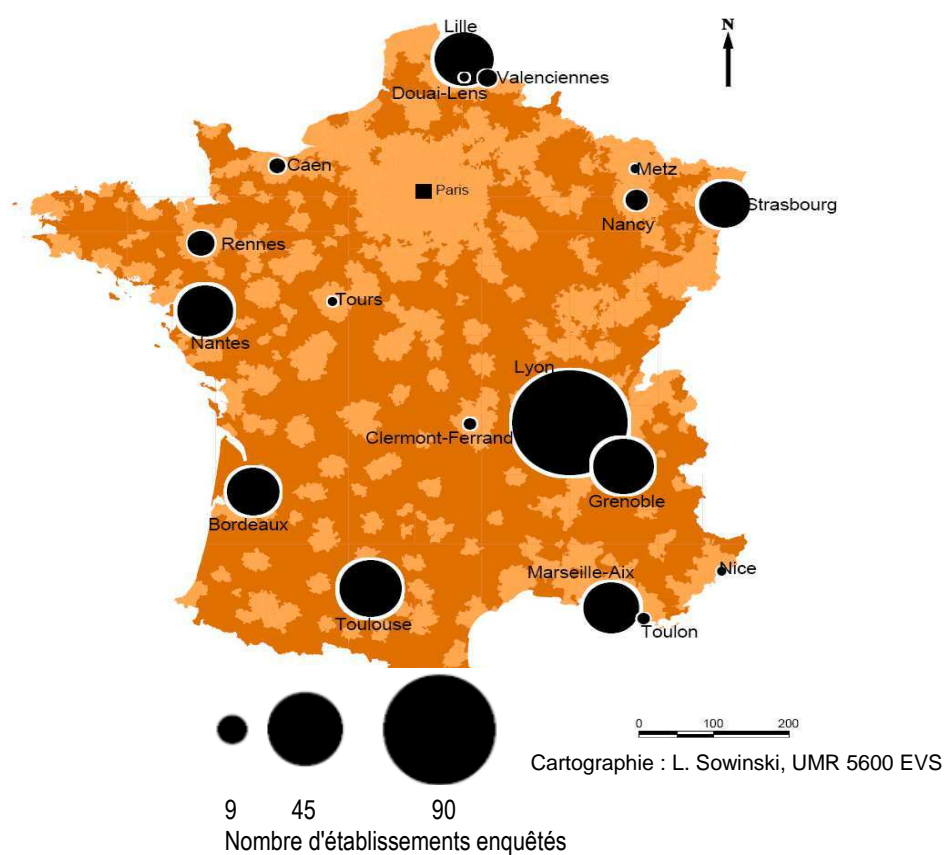 Lille
N
Valenciennes
Douai-Lens
Caen
Metz
Paris
Strasbourg
Nancy
Rennes
Tours
Nantes
Lyon
Clermont-Ferrand
Grenoble
Bordeaux
Nice
Marseille-Aix
Toulouse
Toulon
0 100 200
Cartographie : L. Sowinski, UMR 5600 EVS
9 45 90
Nombre d'établissements enquêtés